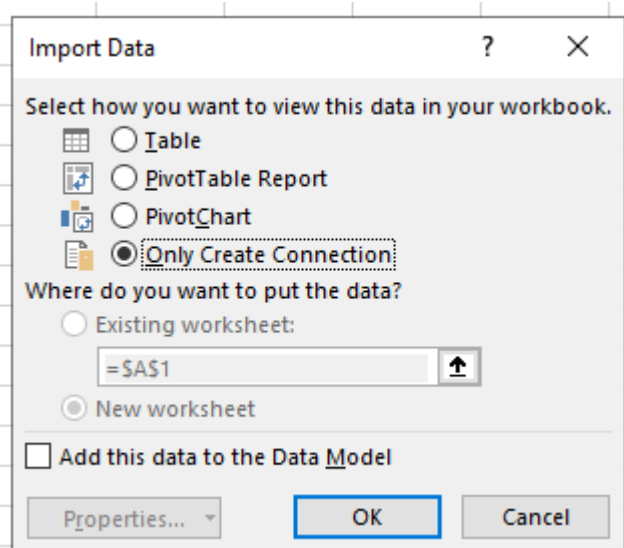 Import Data ?
Select how you want to view this data in your workbook.
Table
PivotTable Report
PivotChart
Only Create Connection
Where do you want to put the data?
Existing worksheet:
=$A$1
New worksheet
Add this data to the Data Model
Properties... OK Cancel